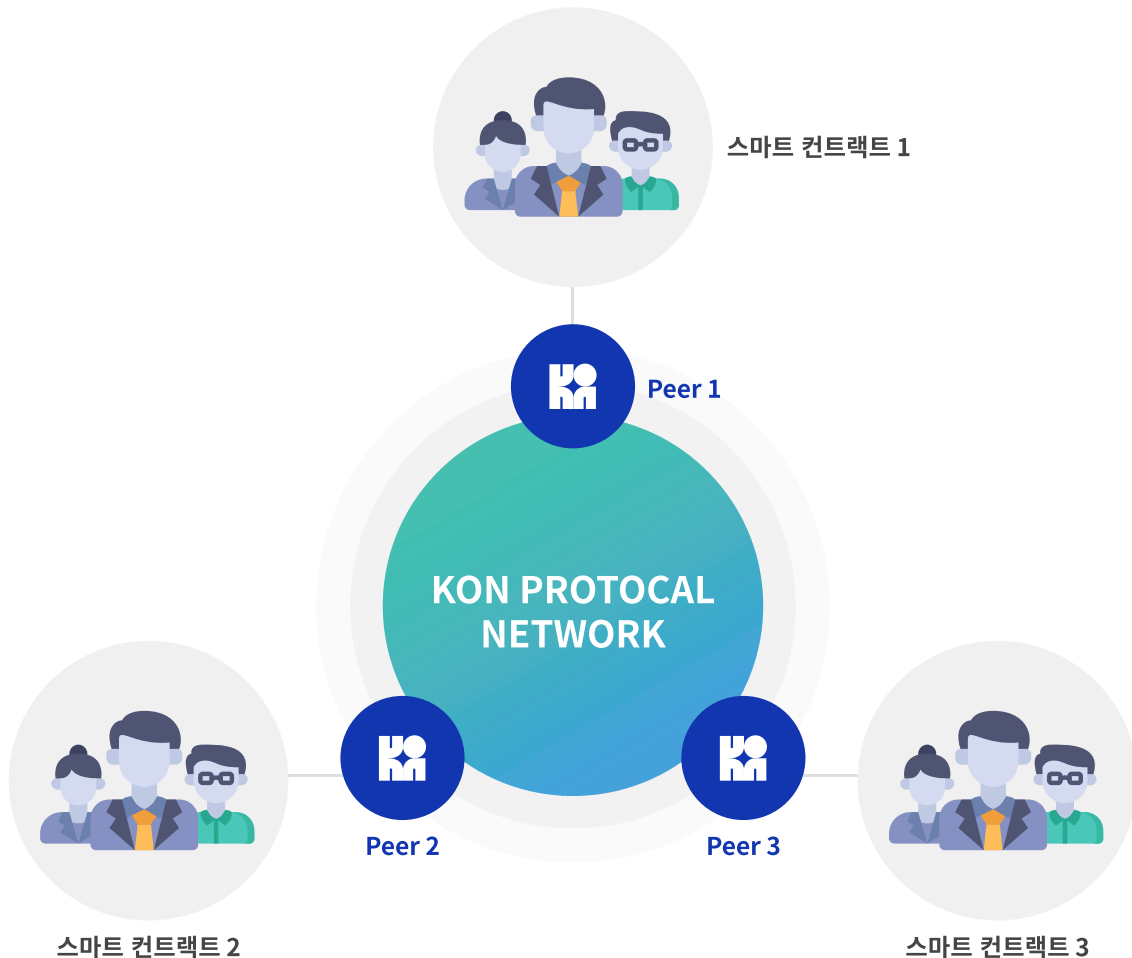 스마트 컨트랙트 1
Peer 1
KON PROTOCAL
NETWORK
Peer 2
Peer 3
스마트 컨트랙트 2
스마트 컨트랙트 3